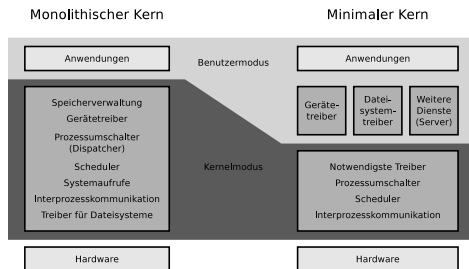 Monolithischer Kern
Minimaler Kern
Anwendungen
Benutzermodus
Anwendungen
Speicherverwaltung
Gerätetreiber
Prozessumschalter
(Dispatcher)
Scheduler
Systemaufrufe
Interprozesskommunikation
Treiber für Dateisysteme
Kernelmodus
Geräte-
treiber
Datei-
system-
treiber
Weitere
Dienste
(Server)
Notwendigste Treiber
Prozessumschalter
Scheduler
Interprozesskommunikation
Hardware
Hardware